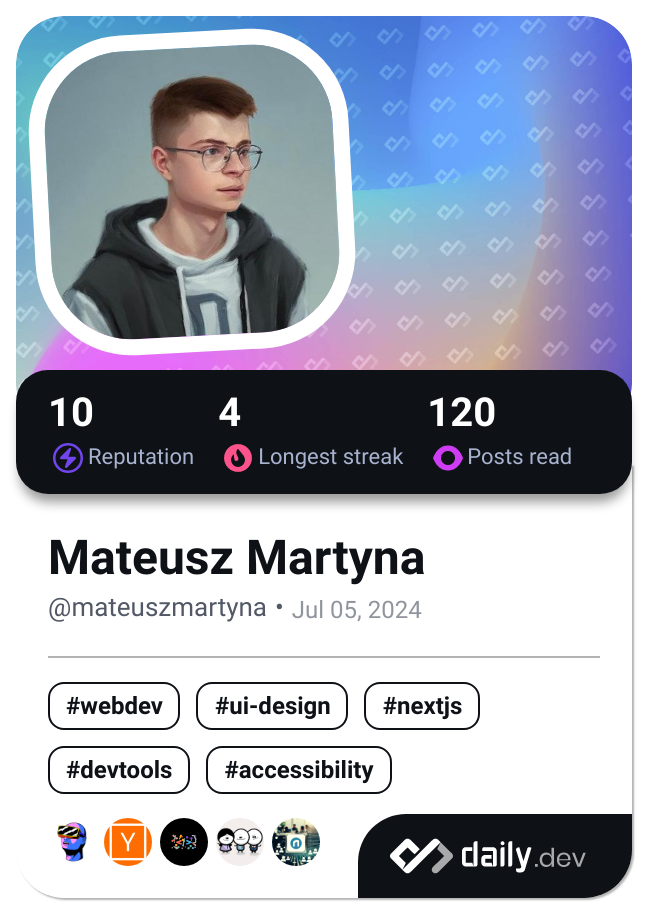 10 4 120
Reputation Longest streak Posts read
Mateusz Martyna
@mateuszmartyna • Jul 05, 2024
#webdev #ui-design #nextjs
#devtools #accessibility
Y
daily.dev